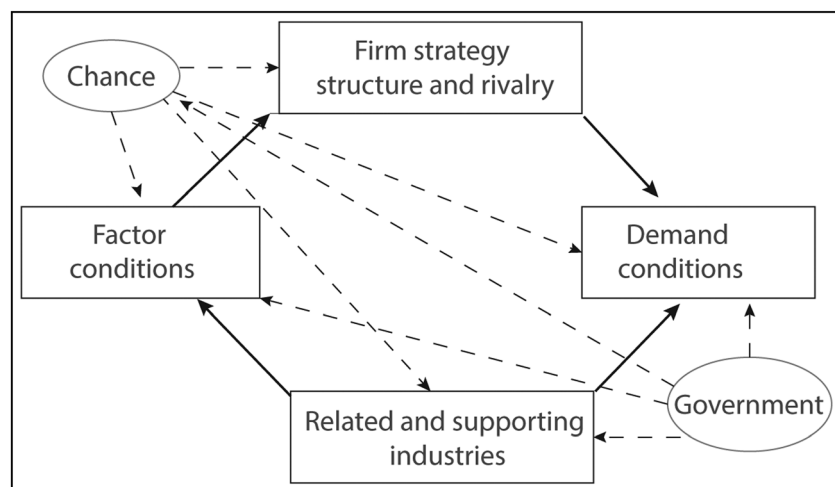 Firm strategy
structure and rivalry
Chance
Factor
conditions
Demand
conditions
Government
Related and supporting
industries